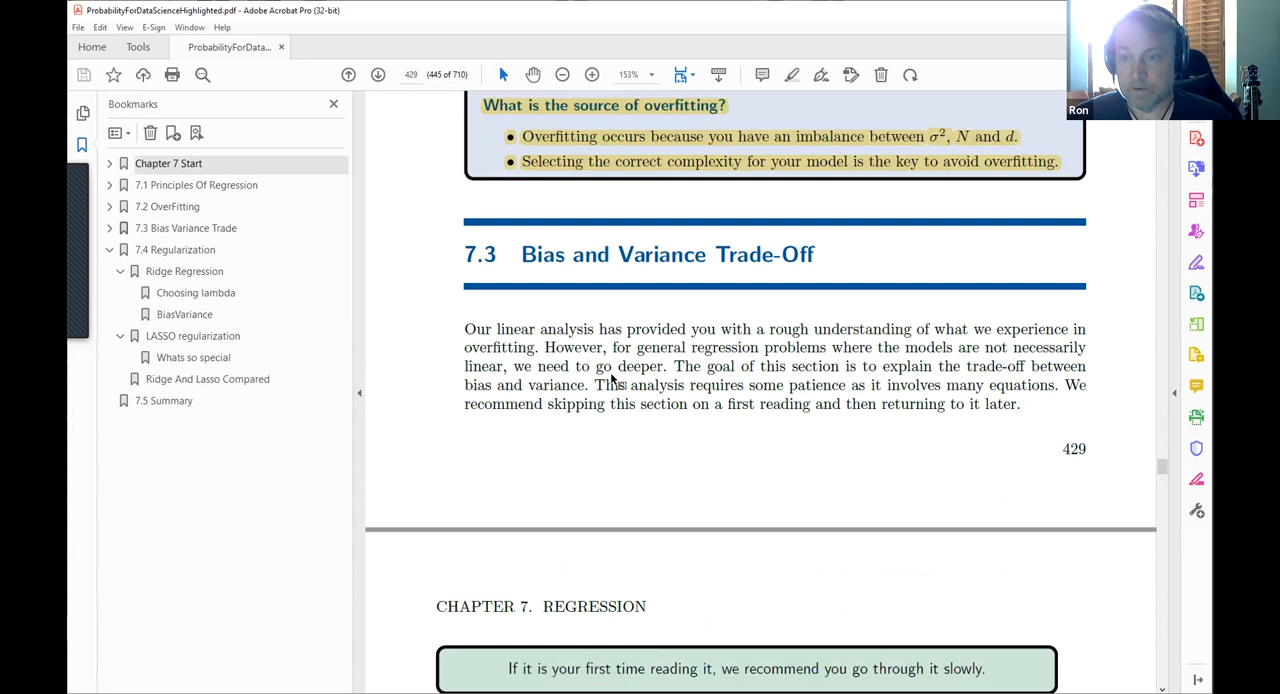 ProbabilityForDataScienceHighlighted.pdf - Adobe Acrobat Pro (32-bit)
File Edit View E-Sign Window Help
Home Tools ProbabilityForData... ×
429 (445 of 710) 153%
Ron
Bookmarks
Chapter 7 Start
7.1 Principles Of Regression
7.2 OverFitting
7.3 Bias Variance Trade
7.4 Regularization
Ridge Regression
Choosing lambda
BiasVariance
LASSO regularization
Whats so special
Ridge And Lasso Compared
7.5 Summary
What is the source of overfitting?
• Overfitting occurs because you have an imbalance between σ², N and d.
• Selecting the correct complexity for your model is the key to avoid overfitting.
7.3 Bias and Variance Trade-Off
Our linear analysis has provided you with a rough understanding of what we experience in
overfitting. However, for general regression problems where the models are not necessarily
linear, we need to go deeper. The goal of this section is to explain the trade-off between
bias and variance. This analysis requires some patience as it involves many equations. We
recommend skipping this section on a first reading and then returning to it later.
429
CHAPTER 7. REGRESSION
If it is your first time reading it, we recommend you go through it slowly.